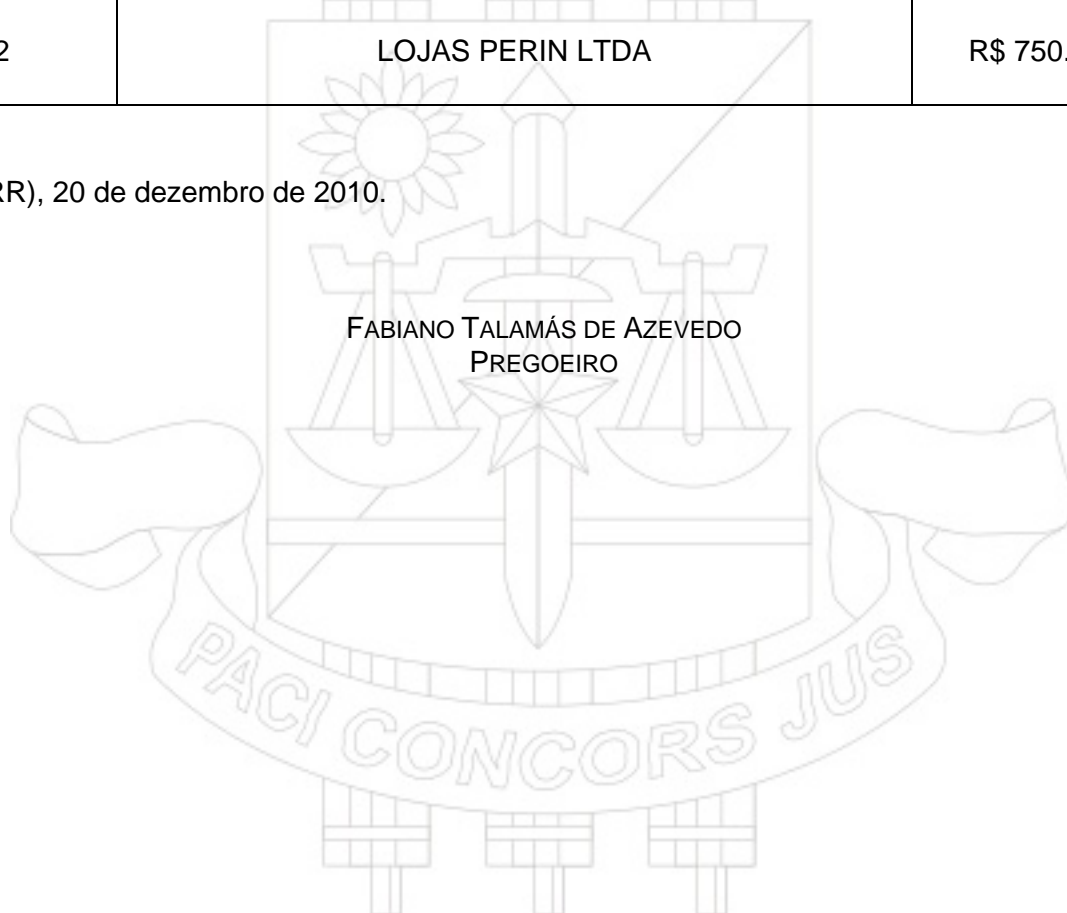 2 LOJAS PERIN LTDA R$ 750.
RR), 20 de dezembro de 2010.
FABIANO TALAMÁS DE AZEVEDO
PREGOEIRO
PACI CONCORS JUS